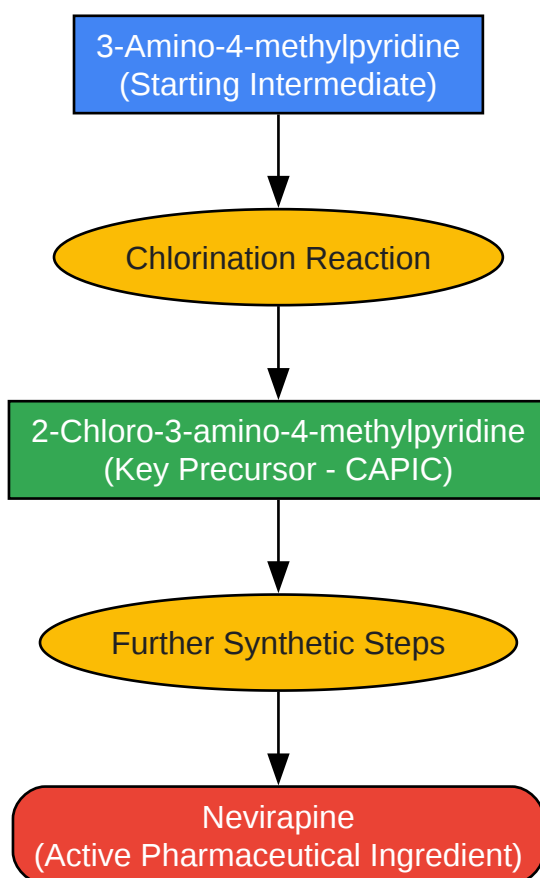 3-Amino-4-methylpyridine
(Starting Intermediate)
Chlorination Reaction
2-Chloro-3-amino-4-methylpyridine
(Key Precursor - CAPIC)
Further Synthetic Steps
Nevirapine
(Active Pharmaceutical Ingredient)